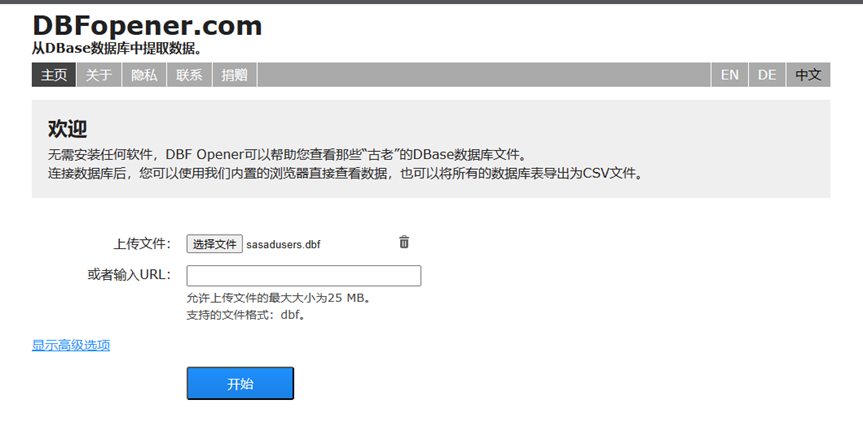 DBFopener.com
从DBase数据库中提取数据。
主页 关于 隐私 联系 捐赠 EN DE 中文
欢迎
无需安装任何软件，DBF Opener可以帮助您查看那些“古老”的DBase数据库文件。
连接数据库后，您可以使用我们内置的浏览器直接查看数据，也可以将所有的数据库表导出为CSV文件。
上传文件： 选择文件 sasadusers.dbf
或者输入URL：
允许上传文件的最大大小为25 MB。
支持的文件格式：dbf。
显示高级选项
开始